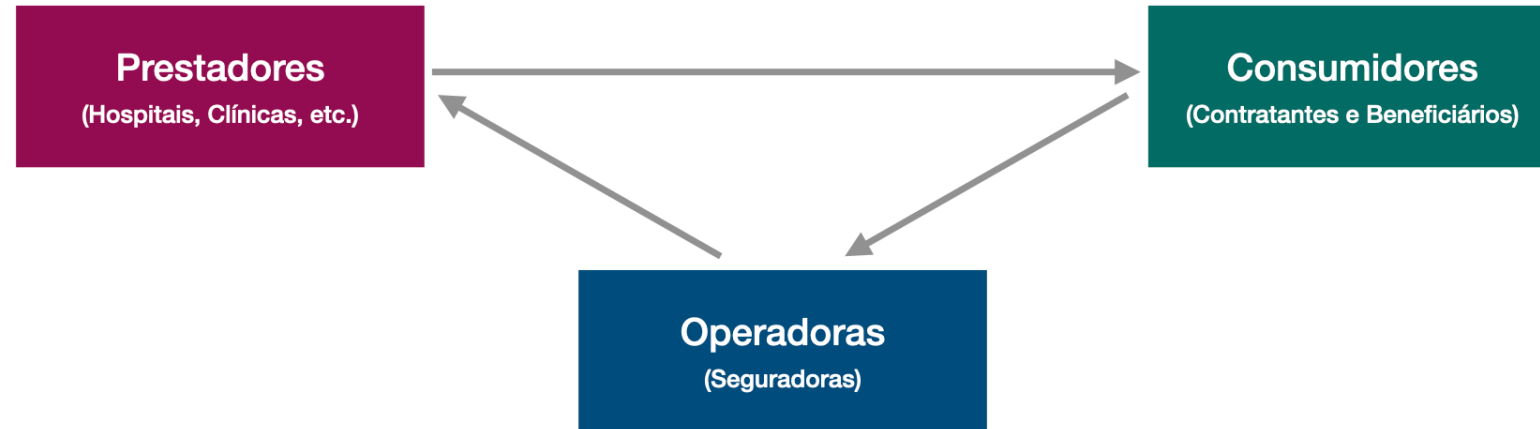 Prestadores
(Hospitais, Clínicas, etc.)
Consumidores
(Contratantes e Beneficiários)
Operadoras
(Seguradoras)